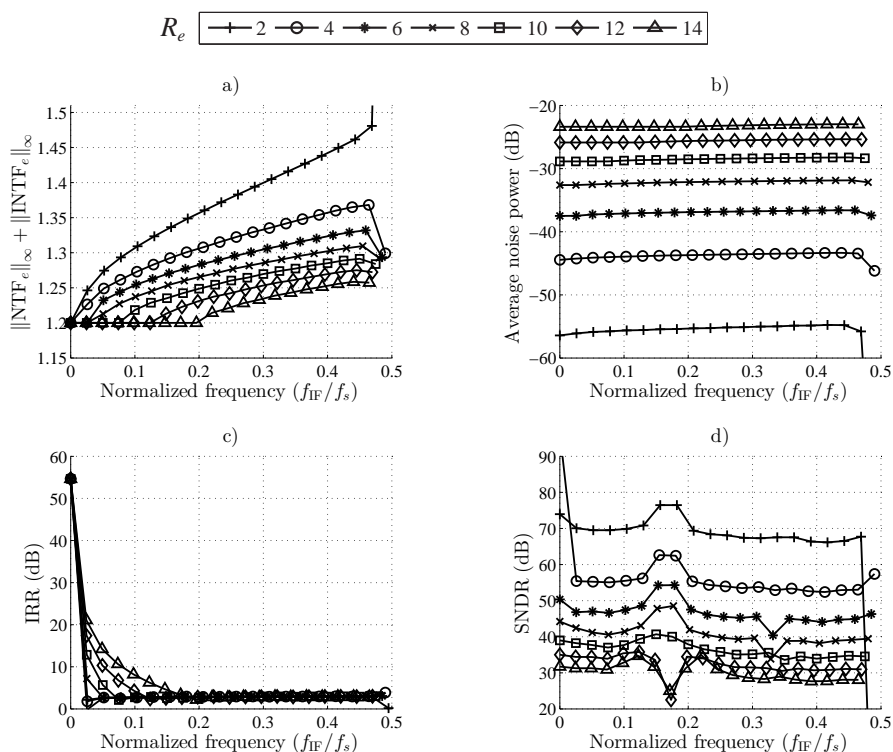 R_e 2 4 6 8 10 12 14
a)
1.5
1.4
1.35
1.3
1.2
1.15
0 0.1 0.2 0.3 0.4 0.5
‖NTF_e‖_∞ + ‖INTF_e‖_∞
Normalized frequency (f_IF/f_s)
b)
−20
−30
−40
−50
−60
0 0.1 0.2 0.3 0.4 0.5
Average noise power (dB)
Normalized frequency (f_IF/f_s)
c)
60
50
40
30
20
10
0
0 0.1 0.2 0.3 0.4 0.5
IRR (dB)
Normalized frequency (f_IF/f_s)
d)
90
80
70
60
50
40
30
20
0 0.1 0.2 0.3 0.4 0.5
SNDR (dB)
Normalized frequency (f_IF/f_s)